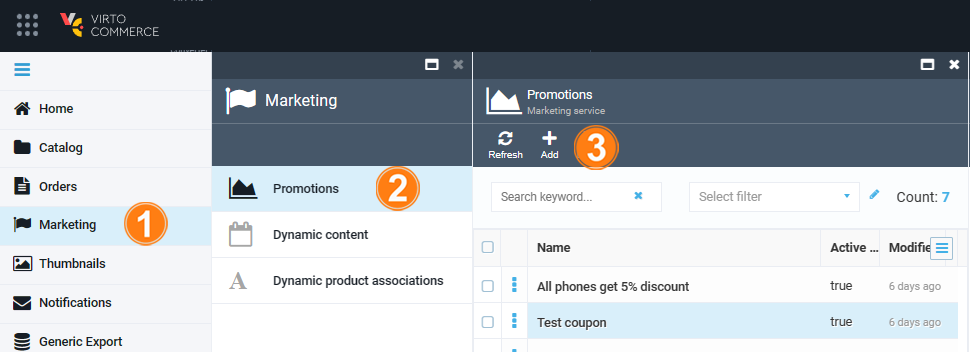 VIRTO
COMMERCE
Home
Catalog
Orders
Marketing
1
Thumbnails
Notifications
Generic Export
Marketing
Promotions
2
Dynamic content
A
Dynamic product associations
Promotions
Marketing service
Refresh
Add
3
Search keyword...
Select filter
Count: 7
Name
Active ...
Modifie
All phones get 5% discount
true
6 days ago
Test coupon
true
6 days ago